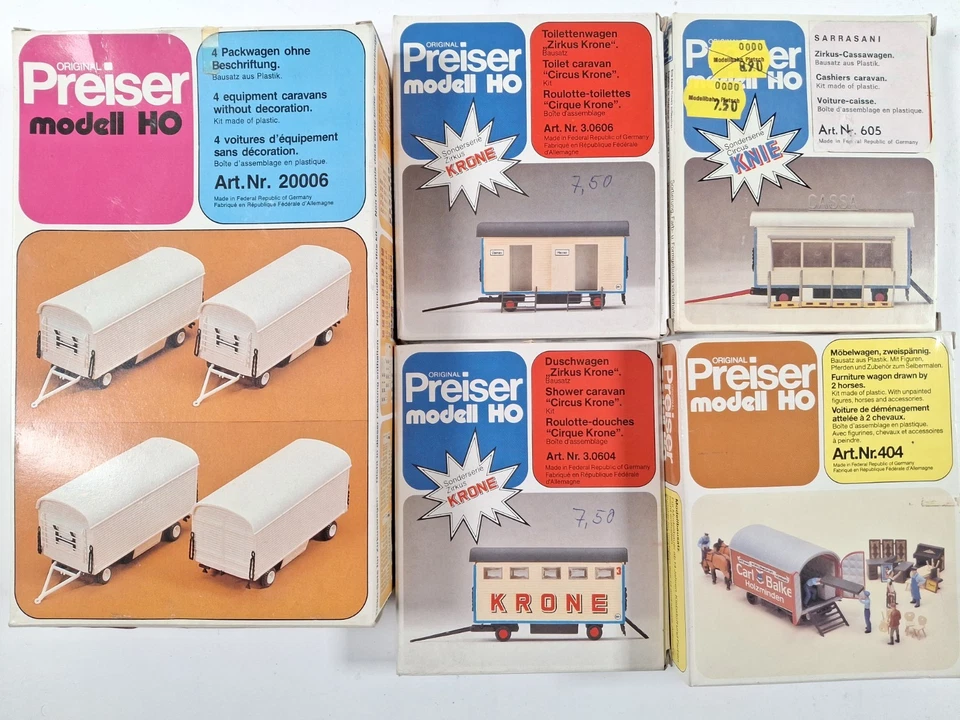 ORIGINAL
Preiser
modell HO
4 Packwagen ohne
Beschriftung.
Bausatz aus Plastik.
4 equipment caravans
without decoration.
Kit made of plastic.
4 voitures d'équipement
sans décoration.
Boîte d'assemblage en plastique.
Art.Nr. 20006
Made in Federal Republic of Germany
Fabriqué en République Fédérale d'Allemagne
ORIGINAL
Preiser
modell HO
Sonderserie
Zirkus
KRONE
Toilettenwagen
„Zirkus Krone“.
Bausatz
Toilet caravan
“Circus Krone”.
Kit
Roulotte-toilettes
“Cirque Krone”.
Boîte d'assemblage
Art. Nr. 3.0606
Made in Federal Republic of Germany
Fabriqué en République Fédérale
d'Allemagne
7,50
modell HO
0000
Modellbahn Pietsch
8.90
0000
Modellbahn Pietsch
7.50
Sonderserie
Circus
KNIE
SARRASANI
Zirkus-Cassawagen.
Bausatz aus Plastik.
Cashiers caravan.
Kit made of plastic.
Voiture-caisse.
Boîte d'assemblage en plastique.
Art. Nr. 605
Made in Federal Republic of Germany
CASSA
ORIGINAL
Preiser
modell HO
Sonderserie
Zirkus
KRONE
Duschwagen
„Zirkus Krone“.
Bausatz
Shower caravan
“Circus Krone”.
Kit
Roulotte-douches
“Cirque Krone”.
Boîte d'assemblage
Art. Nr. 3.0604
Made in Federal Republic of Germany
Fabriqué en République Fédérale
d'Allemagne
7,50
3
KRONE
Preiser
ORIGINAL
Preiser
modell HO
Möbelwagen, zweispännig.
Bausatz aus Plastik. Mit Figuren,
Pferden und Zubehör zum Selbermalen.
Furniture wagon drawn by
2 horses.
Kit made of plastic. With unpainted
figures, horses and accessories.
Voiture de déménagement
attelée à 2 chevaux.
Boîte d'assemblage en plastique.
Avec figurines, chevaux et accessoires
à peindre.
Art.Nr.404
Made in Federal Republic of Germany
Fabriqué en République Fédérale d'Allemagne
Carl Balke
Holzminden